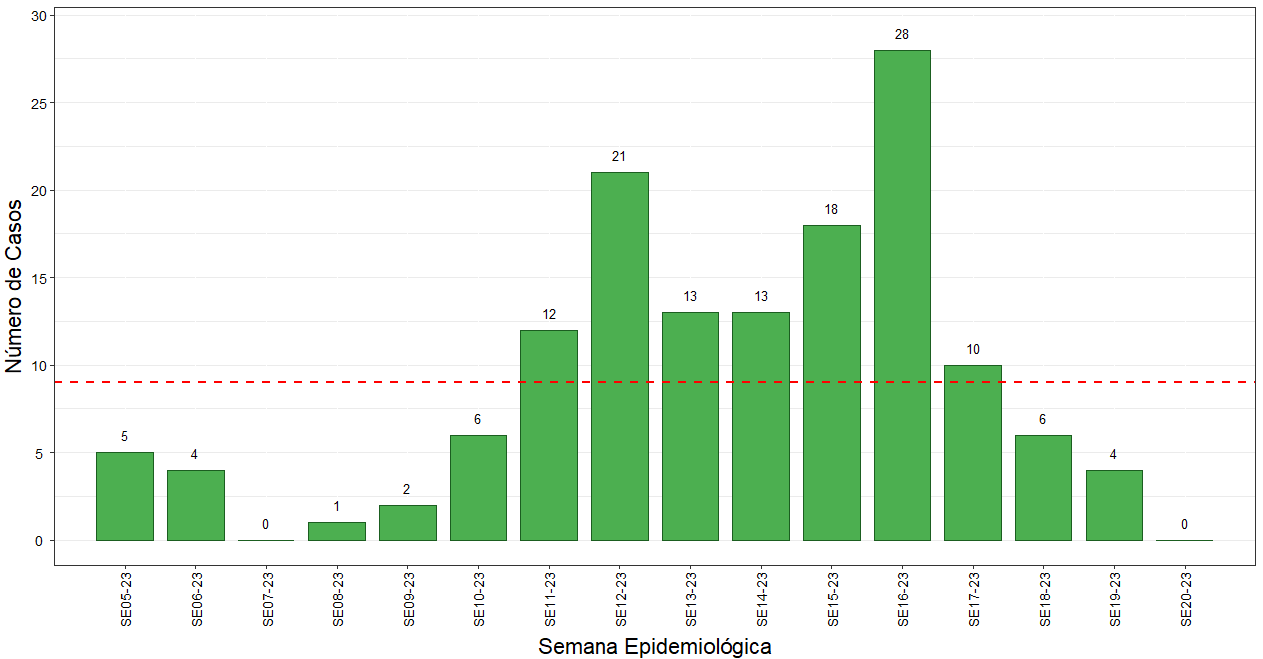 Número de Casos
30
25
20
15
10
5
0
5
4
0
1
2
6
12
21
13
13
18
28
10
6
4
0
SE05-23
SE06-23
SE07-23
SE08-23
SE09-23
SE10-23
SE11-23
SE12-23
SE13-23
SE14-23
SE15-23
SE16-23
SE17-23
SE18-23
SE19-23
SE20-23
Semana Epidemiológica